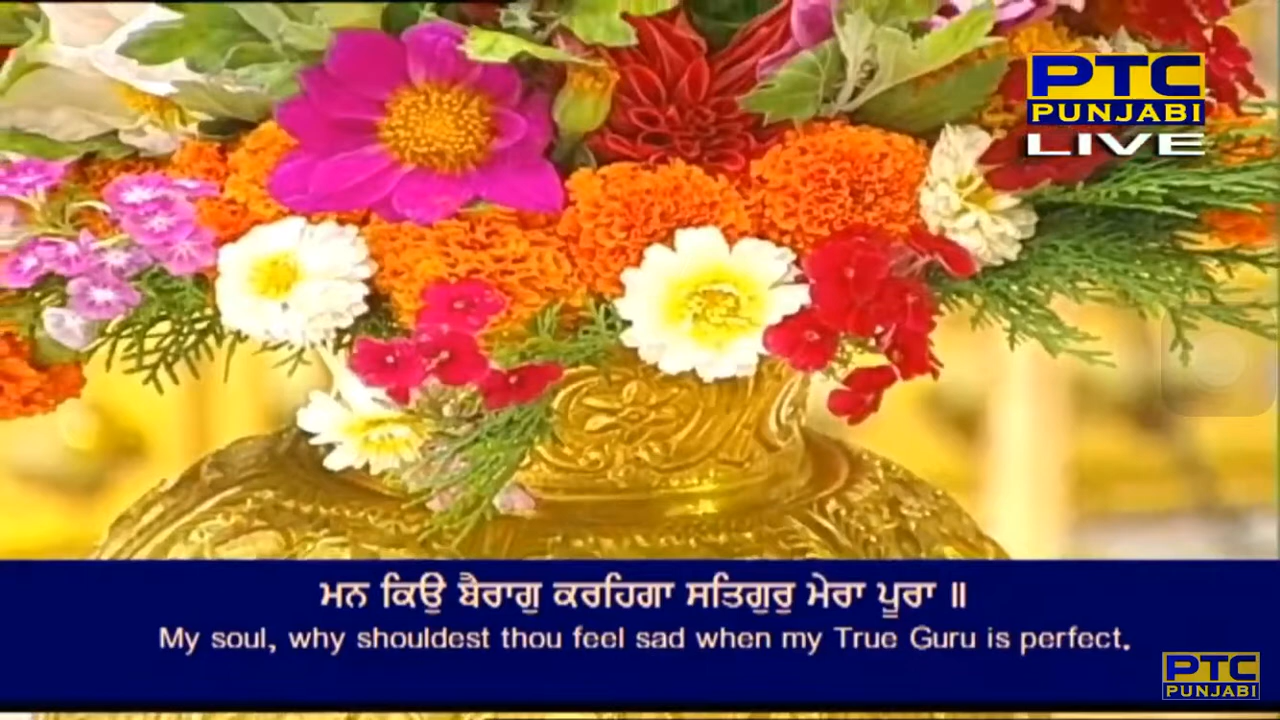 PTC
PUNJABI
LIVE
ਮਨ ਕਿਉ ਬੈਰਾਗੁ ਕਰਹਿਗਾ ਸਤਿਗੁਰੁ ਮੇਰਾ ਪੂਰਾ ॥
My soul, why shouldest thou feel sad when my True Guru is perfect.
PTC
PUNJABI